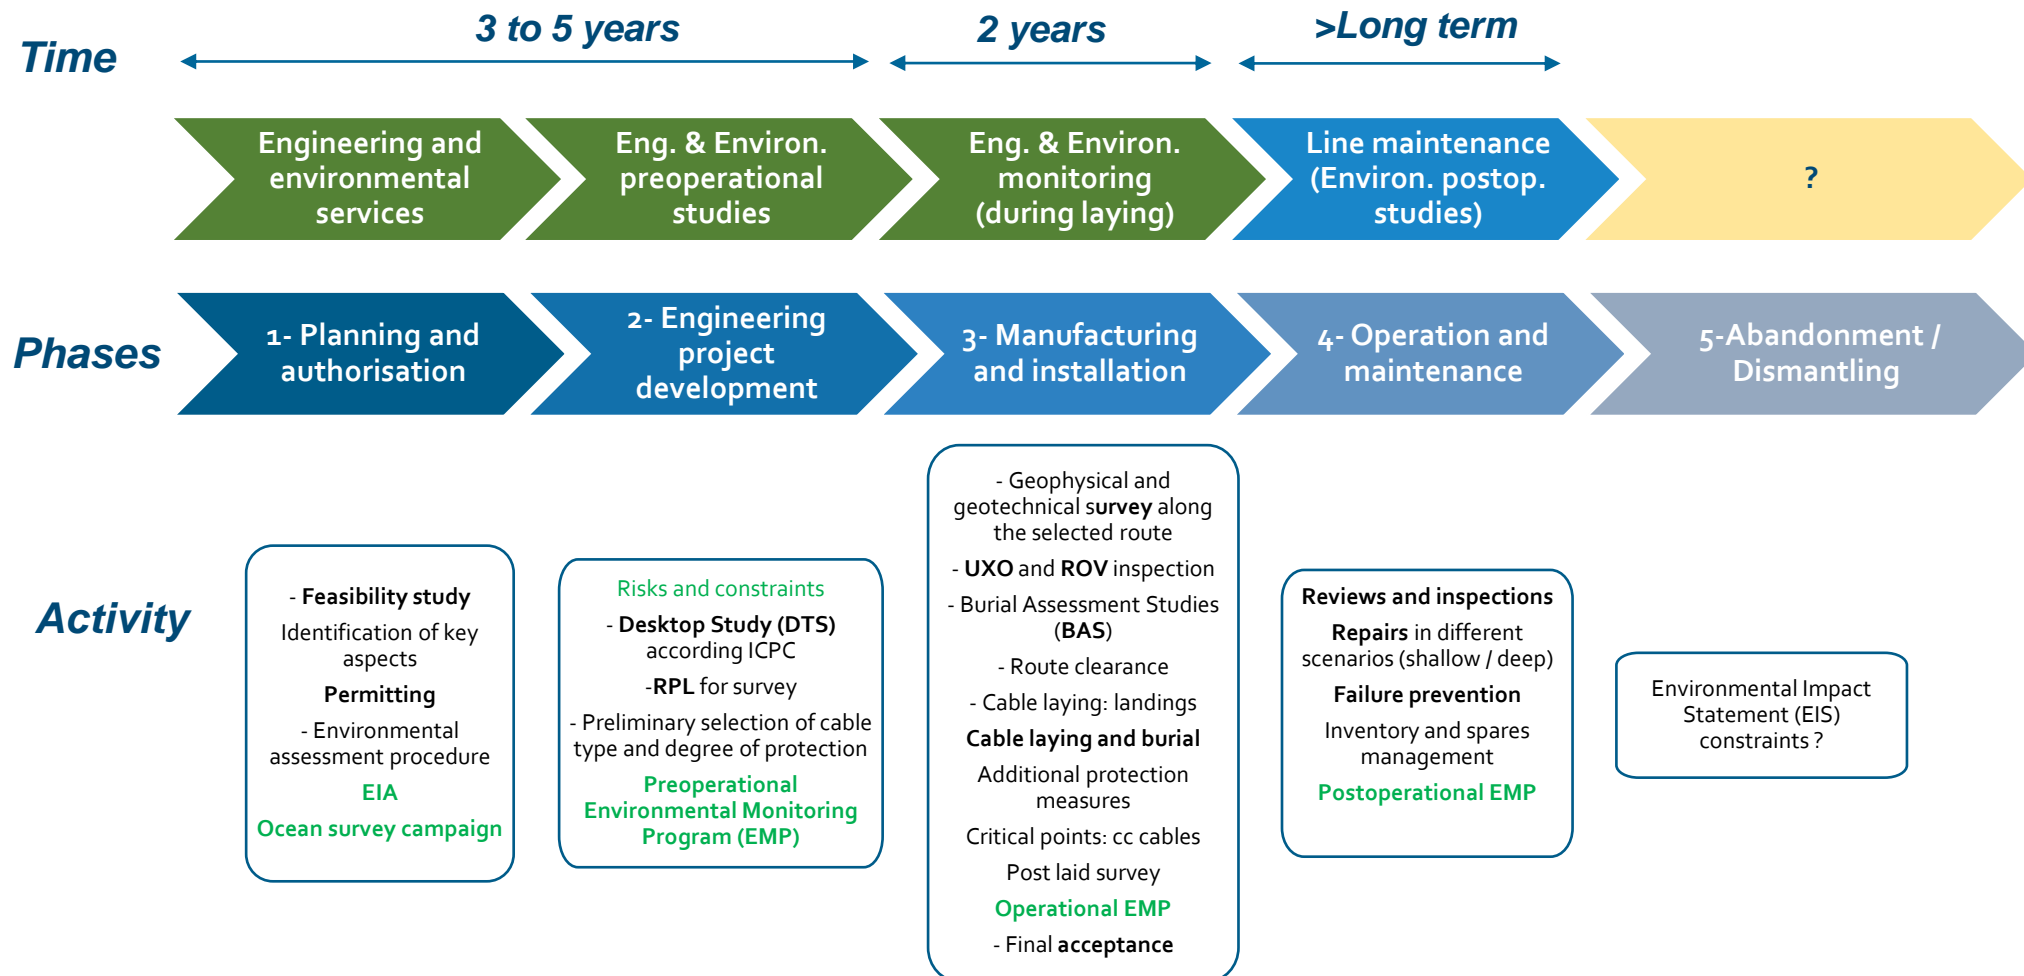 Time
3 to 5 years
2 years
>Long term
Engineering and
environmental
services
Eng. & Environ.
preoperational
studies
Eng. & Environ.
monitoring
(during laying)
Line maintenance
(Environ. postop.
studies)
?
Phases
1- Planning and
authorisation
2- Engineering
project
development
3- Manufacturing
and installation
4- Operation and
maintenance
5-Abandonment /
Dismantling
Activity
- Feasibility study
Identification of key
aspects
Permitting
- Environmental
assessment procedure
EIA
Ocean survey campaign
Risks and constraints
- Desktop Study (DTS)
according ICPC
-RPL for survey
- Preliminary selection of cable
type and degree of protection
Preoperational
Environmental Monitoring
Program (EMP)
- Geophysical and
geotechnical survey along
the selected route
- UXO and ROV inspection
- Burial Assessment Studies
(BAS)
- Route clearance
- Cable laying: landings
Cable laying and burial
Additional protection
measures
Critical points: cc cables
Post laid survey
Operational EMP
- Final acceptance
Reviews and inspections
Repairs in different
scenarios (shallow / deep)
Failure prevention
Inventory and spares
management
Postoperational EMP
Environmental Impact
Statement (EIS)
constraints ?